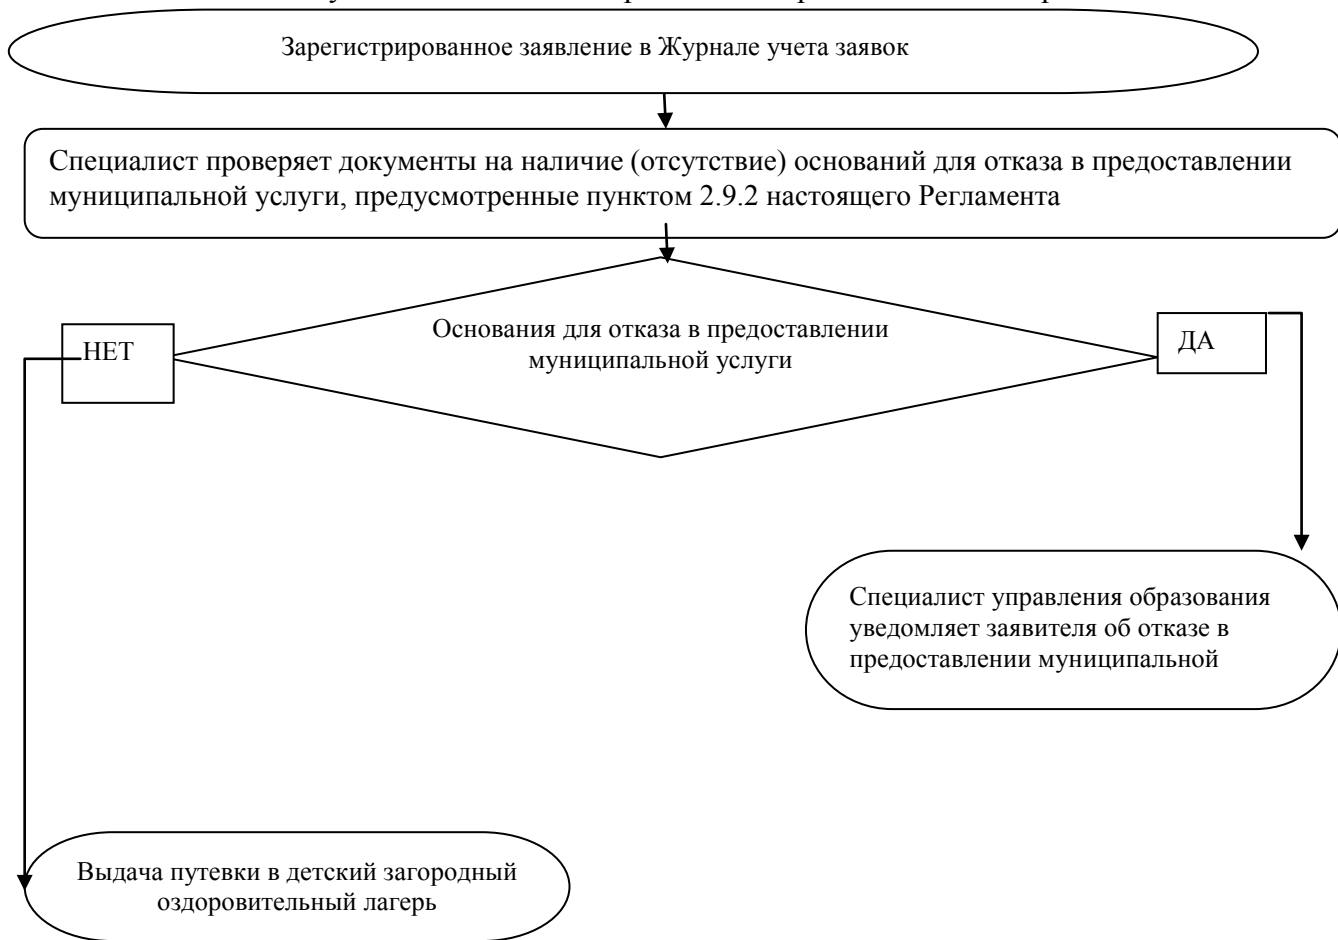 Зарегистрированное заявление в Журнале учета заявок
Специалист проверяет документы на наличие (отсутствие) оснований для отказа в предоставлении
муниципальной услуги, предусмотренные пунктом 2.9.2 настоящего Регламента
Основания для отказа в предоставлении
муниципальной услуги
НЕТ
ДА
Специалист управления образования
уведомляет заявителя об отказе в
предоставлении муниципальной
Выдача путевки в детский загородный
оздоровительный лагерь